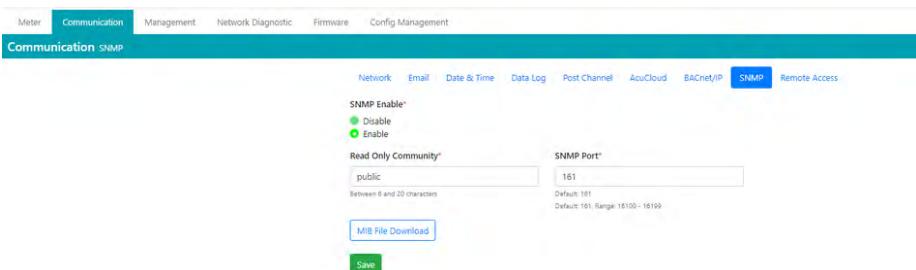 Meter Communication Management Network Diagnostic Firmware Config Management
Communication SNMP
Network Email Date & Time Data Log Post Channel AcuCloud BACnet/IP SNMP Remote Access
SNMP Enable*
Disable
Enable
Read Only Community* SNMP Port*
public 161
Between 6 and 20 characters Default: 161
Default: 161, Range: 16100 - 16199
MIB File Download
Save